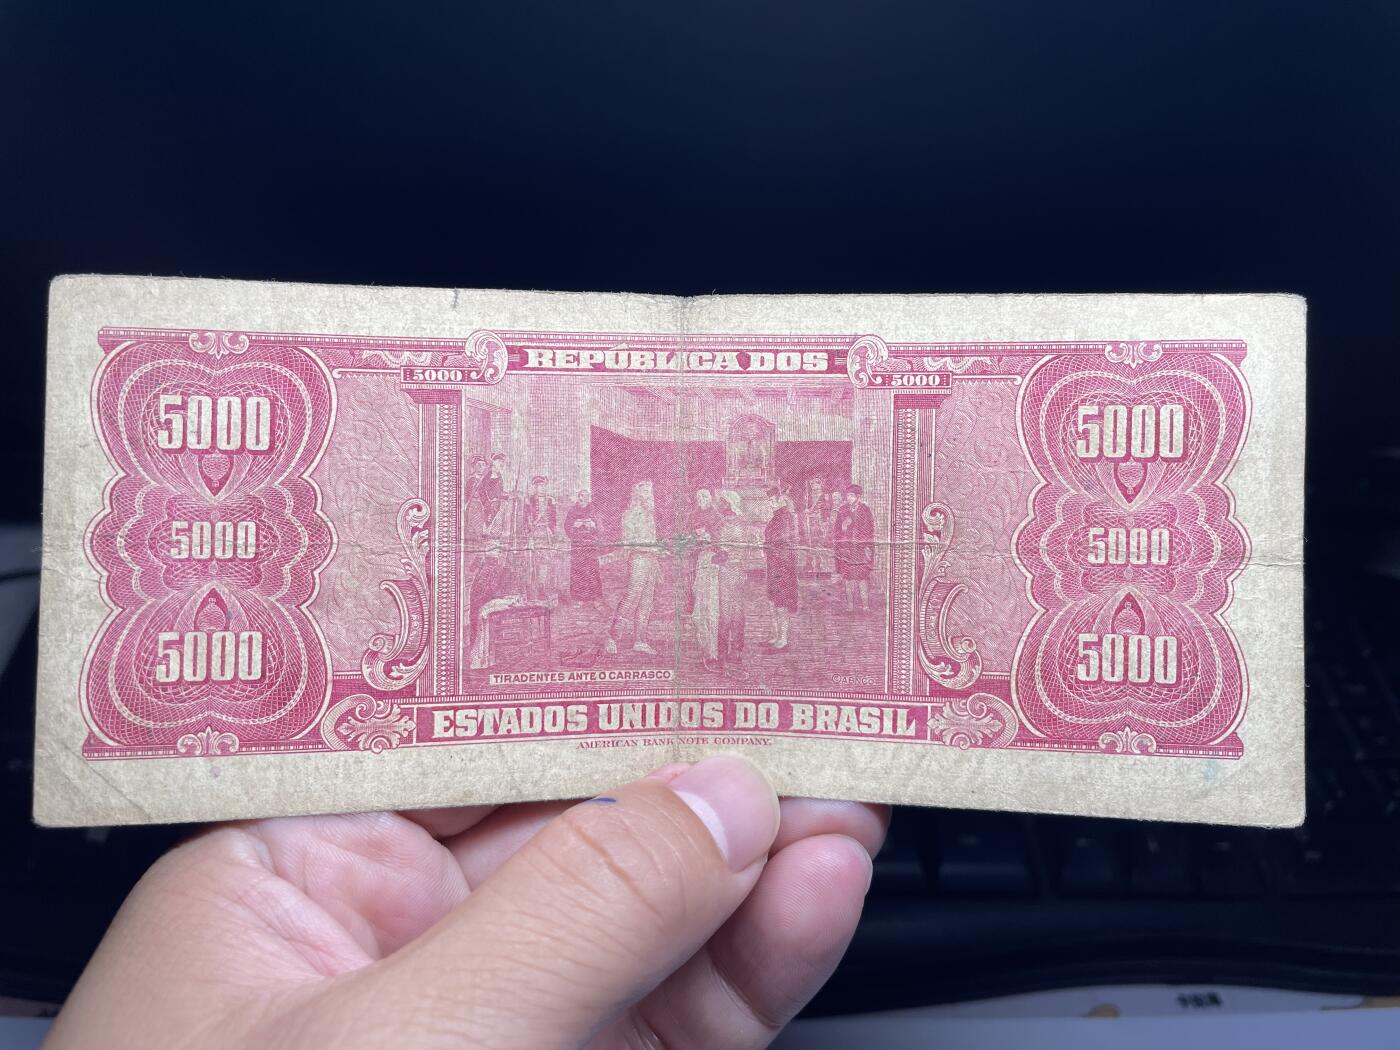 REPÚBLICA DOS
5000 5000
5000 5000
5000 5000
5000 5000
TIRADENTES ANTE O CARRASCO
©ABNCo.
ESTADOS UNIDOS DO BRASIL
AMERICAN BANK NOTE COMPANY.